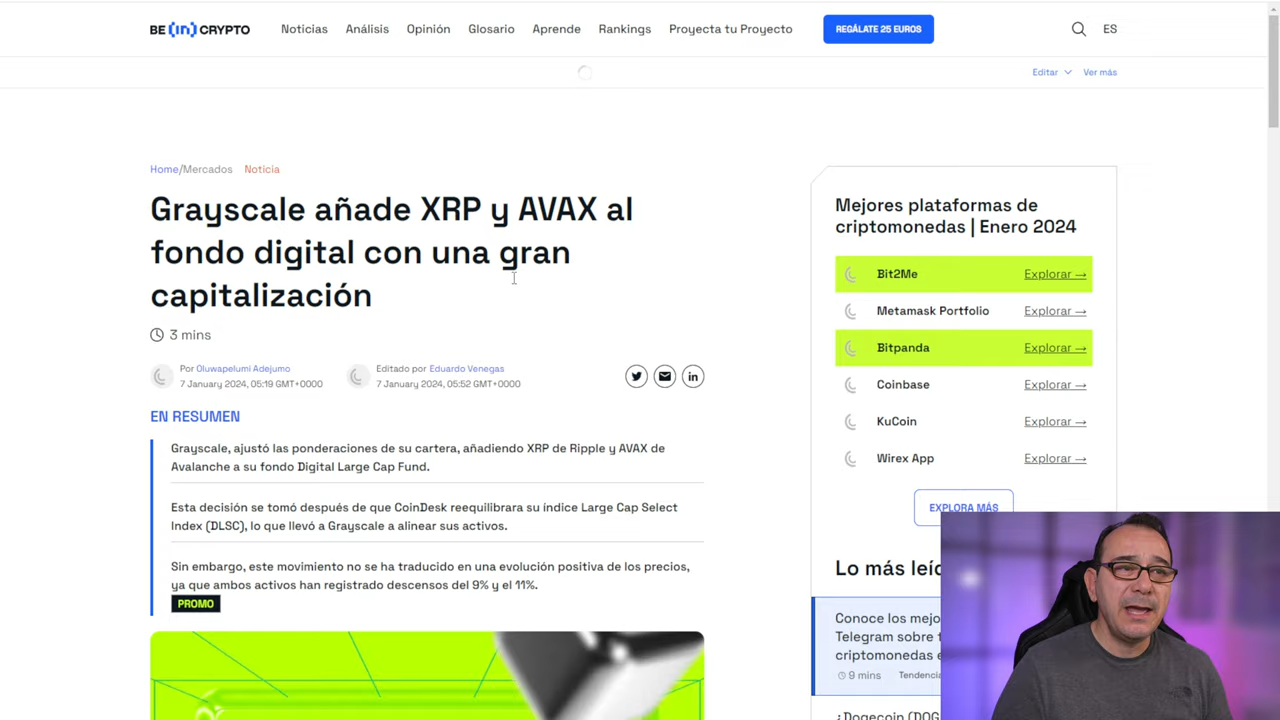 BE [in] CRYPTO
Noticias
Análisis
Opinión
Glosario
Aprende
Rankings
Proyecta tu Proyecto
REGÁLATE 25 EUROS
ES
Editar
Ver más
Home/Mercados Noticia
Grayscale añade XRP y AVAX al
fondo digital con una gran
capitalización
3 mins
Por Oluwapelumi Adejumo
7 January 2024, 05:19 GMT+0000
Editado por Eduardo Venegas
7 January 2024, 05:52 GMT+0000
EN RESUMEN
Grayscale, ajustó las ponderaciones de su cartera, añadiendo XRP de Ripple y AVAX de
Avalanche a su fondo Digital Large Cap Fund.
Esta decisión se tomó después de que CoinDesk reequilibrara su índice Large Cap Select
Index (DLSC), lo que llevó a Grayscale a alinear sus activos.
Sin embargo, este movimiento no se ha traducido en una evolución positiva de los precios,
ya que ambos activos han registrado descensos del 9% y el 11%.
PROMO
Mejores plataformas de
criptomonedas | Enero 2024
Bit2Me Explorar →
Metamask Portfolio Explorar →
Bitpanda Explorar →
Coinbase Explorar →
KuCoin Explorar →
Wirex App Explorar →
EXPLORA MÁS
Lo más leíd
Conoce los mejo
Telegram sobre
criptomonedas e
9 mins Tendenci
¿Dogecoin (DOG